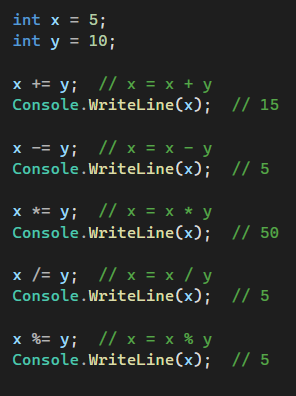 int x = 5;
int y = 10;

x += y;  // x = x + y
Console.WriteLine(x);  // 15

x -= y;  // x = x - y
Console.WriteLine(x);  // 5

x *= y;  // x = x * y
Console.WriteLine(x);  // 50

x /= y;  // x = x / y
Console.WriteLine(x);  // 5

x %= y;  // x = x % y
Console.WriteLine(x);  // 5